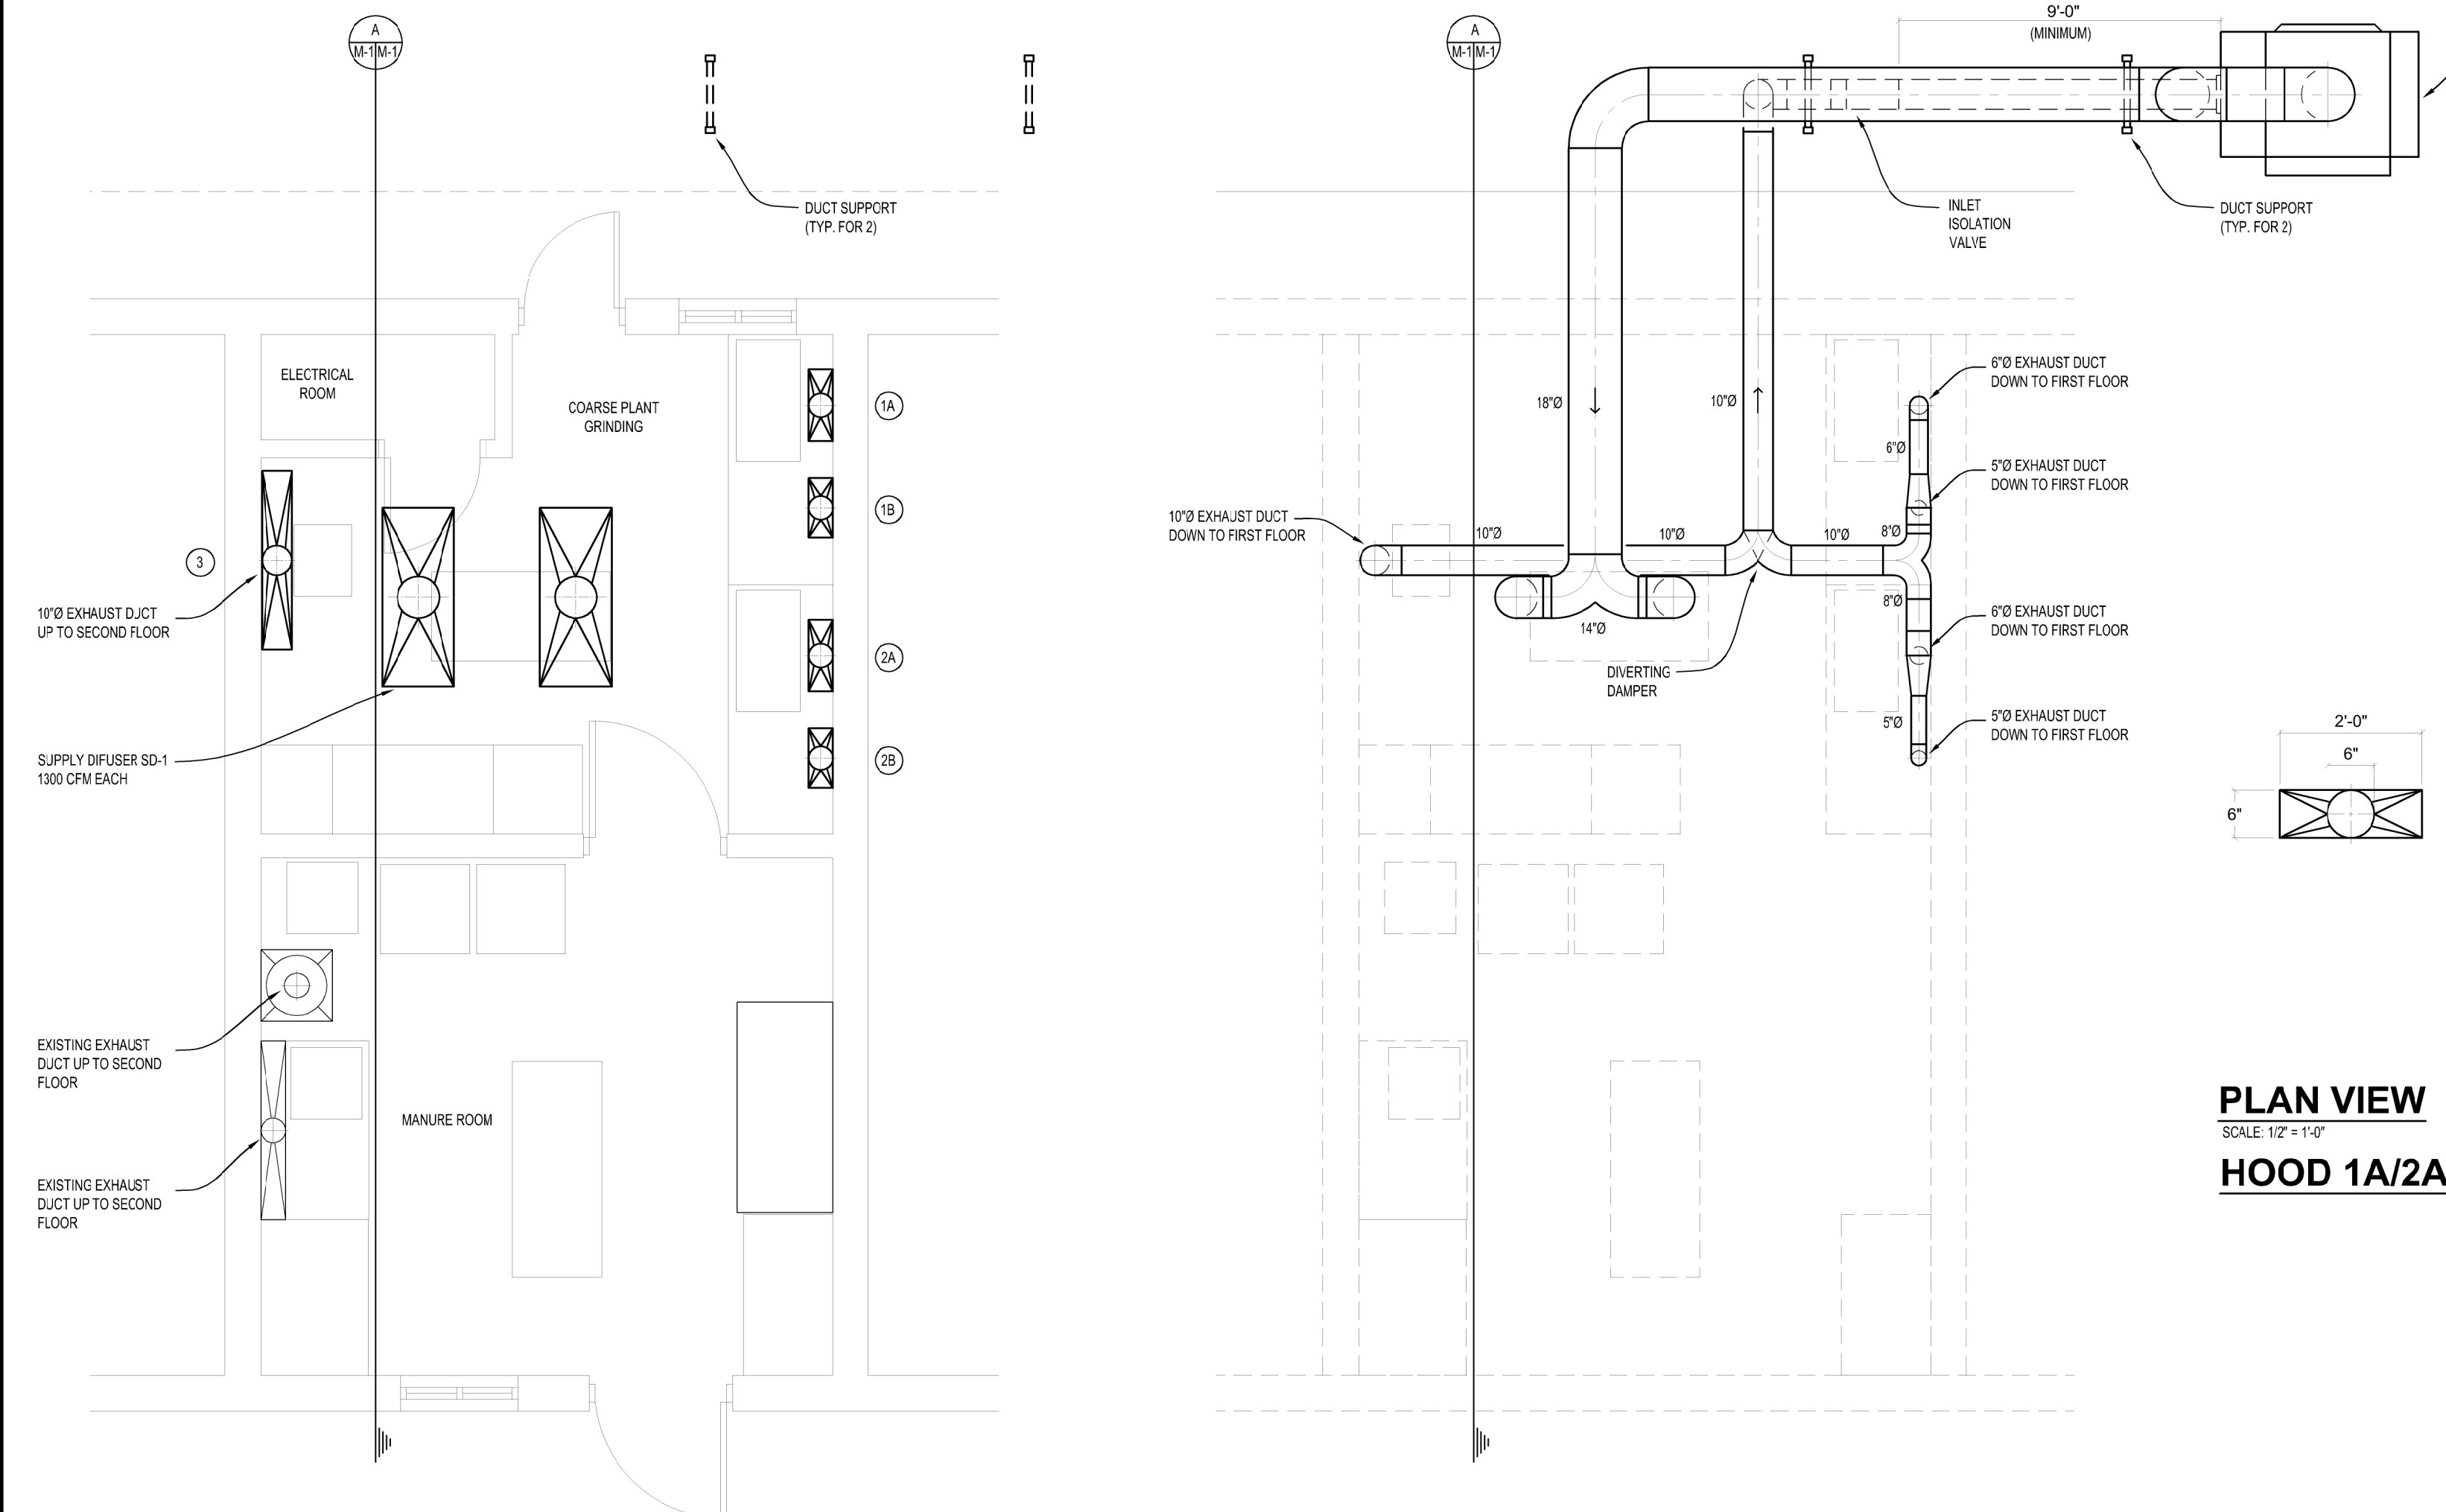 A
M-1 M-1
DUCT SUPPORT
(TYP. FOR 2)
ELECTRICAL
ROOM
COARSE PLANT
GRINDING
1A
1B
3
2A
2B
10"Ø EXHAUST DUCT
UP TO SECOND FLOOR
SUPPLY DIFUSER SD-1
1300 CFM EACH
EXISTING EXHAUST
DUCT UP TO SECOND
FLOOR
MANURE ROOM
EXISTING EXHAUST
DUCT UP TO SECOND
FLOOR
A
M-1 M-1
9'-0"
(MINIMUM)
INLET
ISOLATION
VALVE
DUCT SUPPORT
(TYP. FOR 2)
18"Ø
10"Ø
6"Ø EXHAUST DUCT
DOWN TO FIRST FLOOR
6"Ø
5"Ø EXHAUST DUCT
DOWN TO FIRST FLOOR
10"Ø EXHAUST DUCT
DOWN TO FIRST FLOOR
10"Ø
10"Ø
10"Ø
8"Ø
8"Ø
6"Ø EXHAUST DUCT
DOWN TO FIRST FLOOR
14"Ø
DIVERTING
DAMPER
5"Ø
5"Ø EXHAUST DUCT
DOWN TO FIRST FLOOR
2'-0"
6"
6"
PLAN VIEW
SCALE: 1/2" = 1'-0"
HOOD 1A/2A